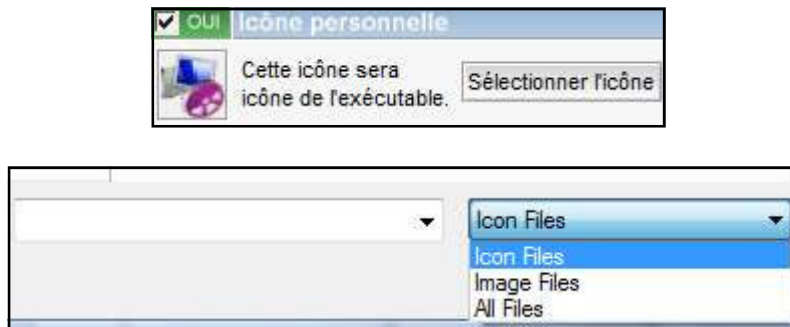 OUI Icône personnelle
Cette icône sera
icône de l'exécutable.
Sélectionner l'icône
Icon Files
Icon Files
Image Files
All Files